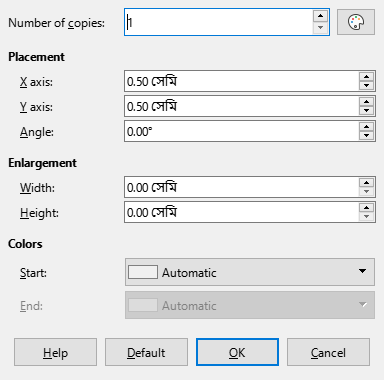 Number of copies: 1
Placement
X axis: 0.50 সেমি
Y axis: 0.50 সেমি
Angle: 0.00°
Enlargement
Width: 0.00 সেমি
Height: 0.00 সেমি
Colors
Start: Automatic
End: Automatic
Help Default OK Cancel